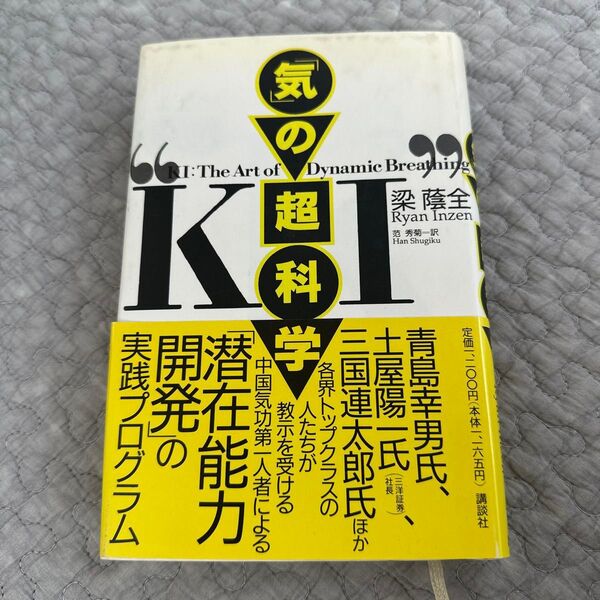 「気」の超科学
KI: The Art of Dynamic Breathing
“KI”
梁蔭全
Ryan Inzen
范秀菊―訳
Han Shugiku
青島幸男氏、
土屋陽一氏(三洋証券社長)、
三国連太郎氏ほか
各界トップクラスの
人たちが
教示を受ける
中国気功第一人者による
「潜在能力
開発」の
実践プログラム
定価一、二〇〇円(本体一、一六五円) 講談社